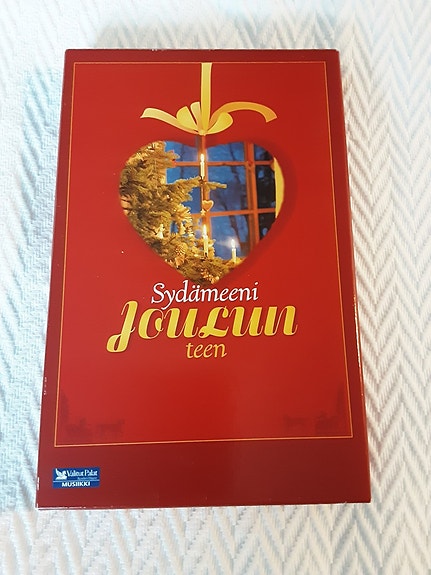 Sydämeeni
JOULUN
teen
Valitut Palat
MUSIIKKI